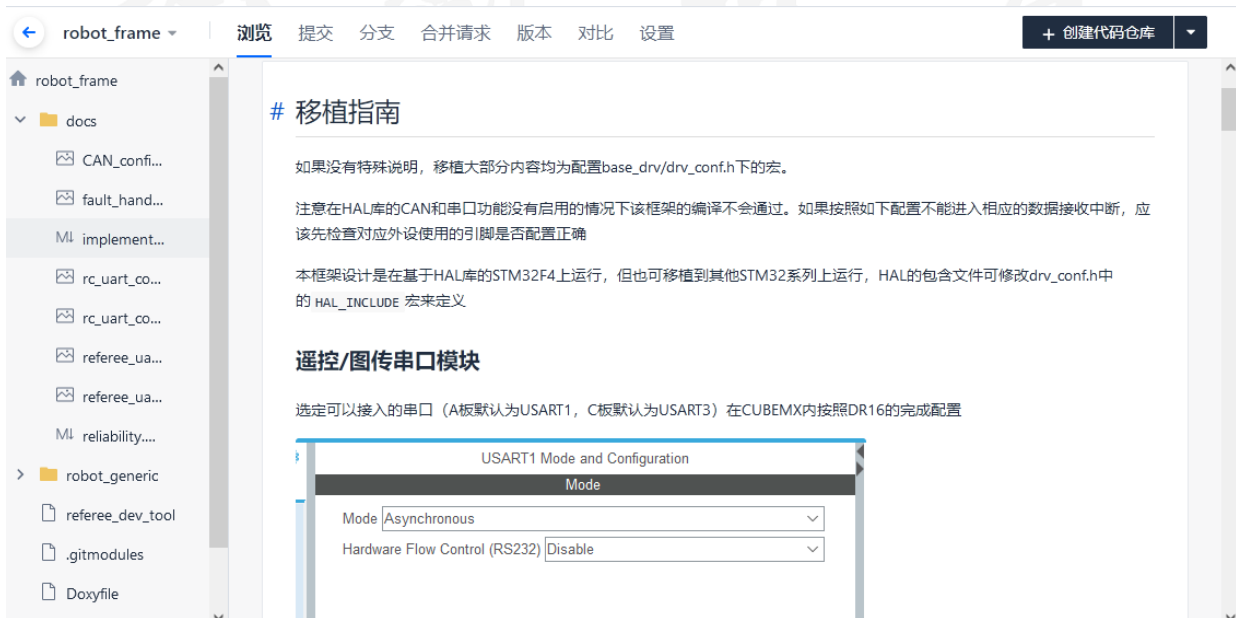 robot_frame
浏览 提交 分支 合并请求 版本 对比 设置
+ 创建代码仓库
robot_frame
docs
CAN_confi...
fault_hand...
implement...
rc_uart_co...
rc_uart_co...
referee_ua...
referee_ua...
reliability....
robot_generic
referee_dev_tool
.gitmodules
Doxyfile
# 移植指南
如果没有特殊说明，移植大部分内容均为配置base_drv/drv_conf.h下的宏。
注意在HAL库的CAN和串口功能没有启用的情况下该框架的编译不会通过。如果按照如下配置不能进入相应的数据接收中断，应
该先检查对应外设使用的引脚是否配置正确
本框架设计是在基于HAL库的STM32F4上运行，但也可移植到其他STM32系列上运行，HAL的包含文件可修改drv_conf.h中
的 HAL_INCLUDE 宏来定义
遥控/图传串口模块
选定可以接入的串口（A板默认为USART1，C板默认为USART3）在CUBEMX内按照DR16的完成配置
USART1 Mode and Configuration
Mode
Mode Asynchronous
Hardware Flow Control (RS232) Disable